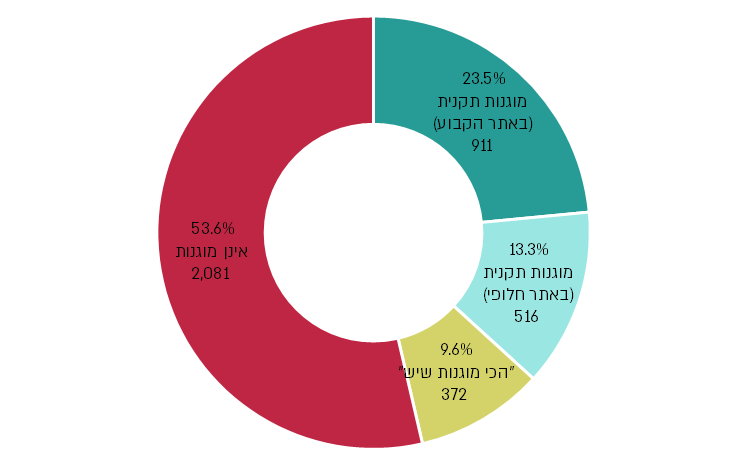 23.5%
מוגנות תקנית
(באתר הקבוע)
911
13.3%
מוגנות תקנית
(באתר חלופי)
516
9.6%
"הכי מוגנות שיש"
372
53.6%
אינן מוגנות
2,081